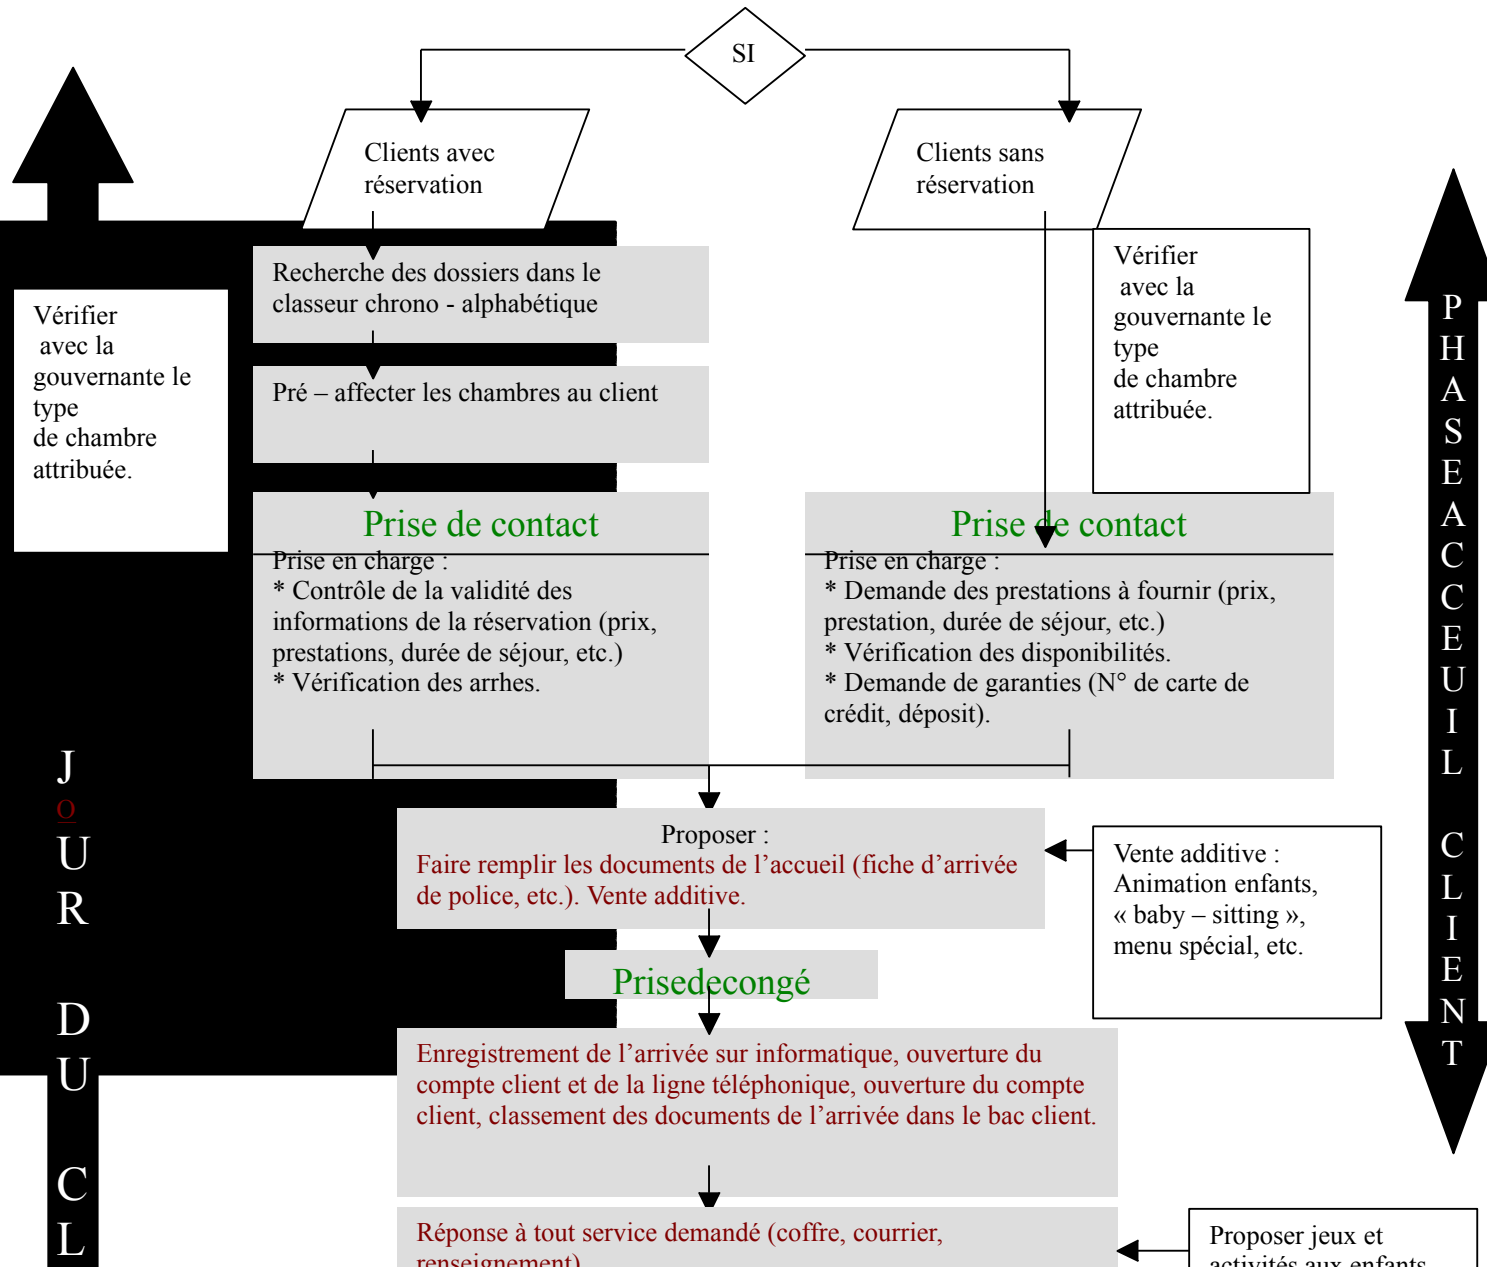 SI
Clients avec
réservation
Clients sans
réservation
Recherche des dossiers dans le
classeur chrono - alphabétique
Vérifier
avec la
gouvernante le
type
de chambre
attribuée.
Vérifier
avec la
gouvernante le
type
de chambre
attribuée.
Pré – affecter les chambres au client
Prise de contact
Prise en charge :
* Contrôle de la validité des
informations de la réservation (prix,
prestations, durée de séjour, etc.)
* Vérification des arrhes.
Prise de contact
Prise en charge :
* Demande des prestations à fournir (prix,
prestation, durée de séjour, etc.)
* Vérification des disponibilités.
* Demande de garanties (N° de carte de
crédit, déposit).
Proposer :
Faire remplir les documents de l’accueil (fiche d’arrivée
de police, etc.). Vente additive.
Vente additive :
Animation enfants,
« baby – sitting »,
menu spécial, etc.
Prisedecongé
Enregistrement de l’arrivée sur informatique, ouverture du
compte client et de la ligne téléphonique, ouverture du compte
client, classement des documents de l’arrivée dans le bac client.
Réponse à tout service demandé (coffre, courrier,
renseignement)
Proposer jeux et
activités aux enfants
J
o
U
R
D
U
C
L
P
H
A
S
E
A
C
C
E
U
I
L
C
L
I
E
N
T